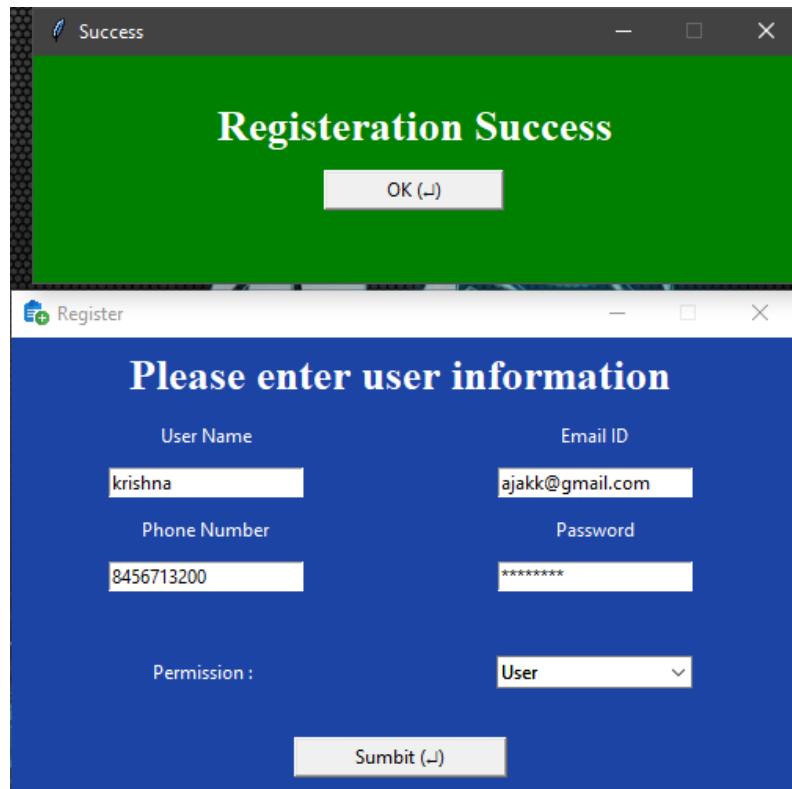 Success
Registeration Success
OK (↵)
Register
Please enter user information
User Name Email ID
krishna ajakk@gmail.com
Phone Number Password
8456713200 ********
Permission : User
Sumbit (↵)